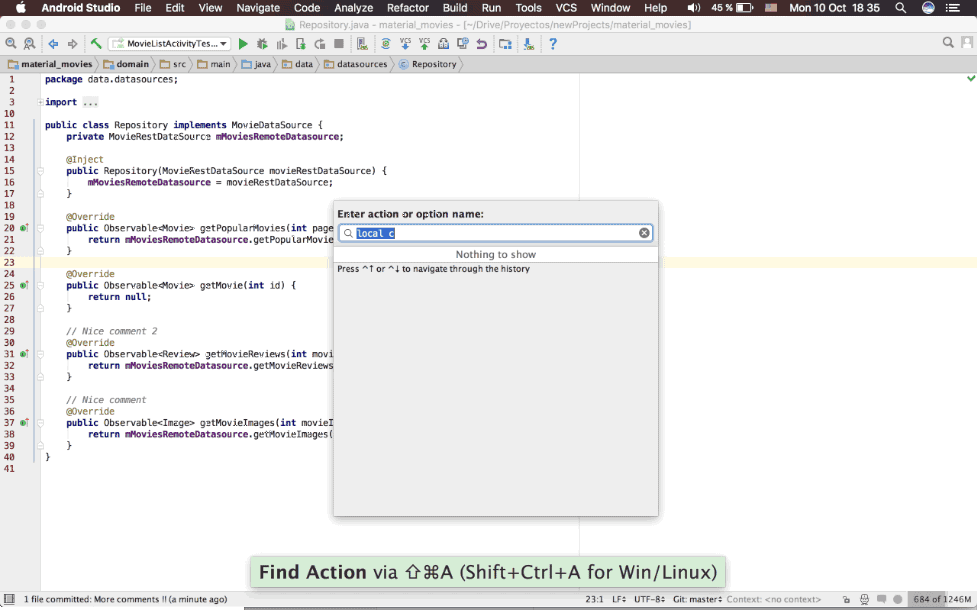 Android Studio File Edit View Navigate Code Analyze Refactor Build Run Tools VCS Window Help 45 % Mon 10 Oct 18 35
Repository.java - material_movies - [~/Drive/Proyectos/newProjects/material_movies]
MovieListActivityTes... VCS VCS ?
material_movies domain src main java data datasources Repository
1 package data.datasources;
2
3 import ...
10
11 public class Repository implements MovieDataSource {
12 private MovieRestDataSource mMoviesRemoteDatasource;
13
14 @Inject
15 public Repository(MovieRestDataSource movieRestDataSource) {
16 mMoviesRemoteDatasource = movieRestDataSource;
17 }
18
19 @Override
20 public Observable<Movie> getPopularMovies(int page
21 return mMoviesRemoteDatasource.getPopularMovie
22 }
23
24 @Override
25 public Observable<Movie> getMovie(int id) {
26 return null;
27 }
28
29 // Nice comment 2
30 @Override
31 public Observable<Review> getMovieReviews(int movi
32 return mMoviesRemoteDatasource.getMovieReviews
33 }
34
35 // Nice comment
36 @Override
37 public Observable<Image> getMovieImages(int movieI
38 return mMoviesRemoteDatasource.getMovieImages(
39 }
40 }
41
Enter action or option name:
local c
Nothing to show
Press ^↑ or ^↓ to navigate through the history
Find Action via ⇧⌘A (Shift+Ctrl+A for Win/Linux)
1 file committed: More comments !! (a minute ago) 23:1 LF÷ UTF-8÷ Git: master÷ Context: <no context> 684 of 1246M